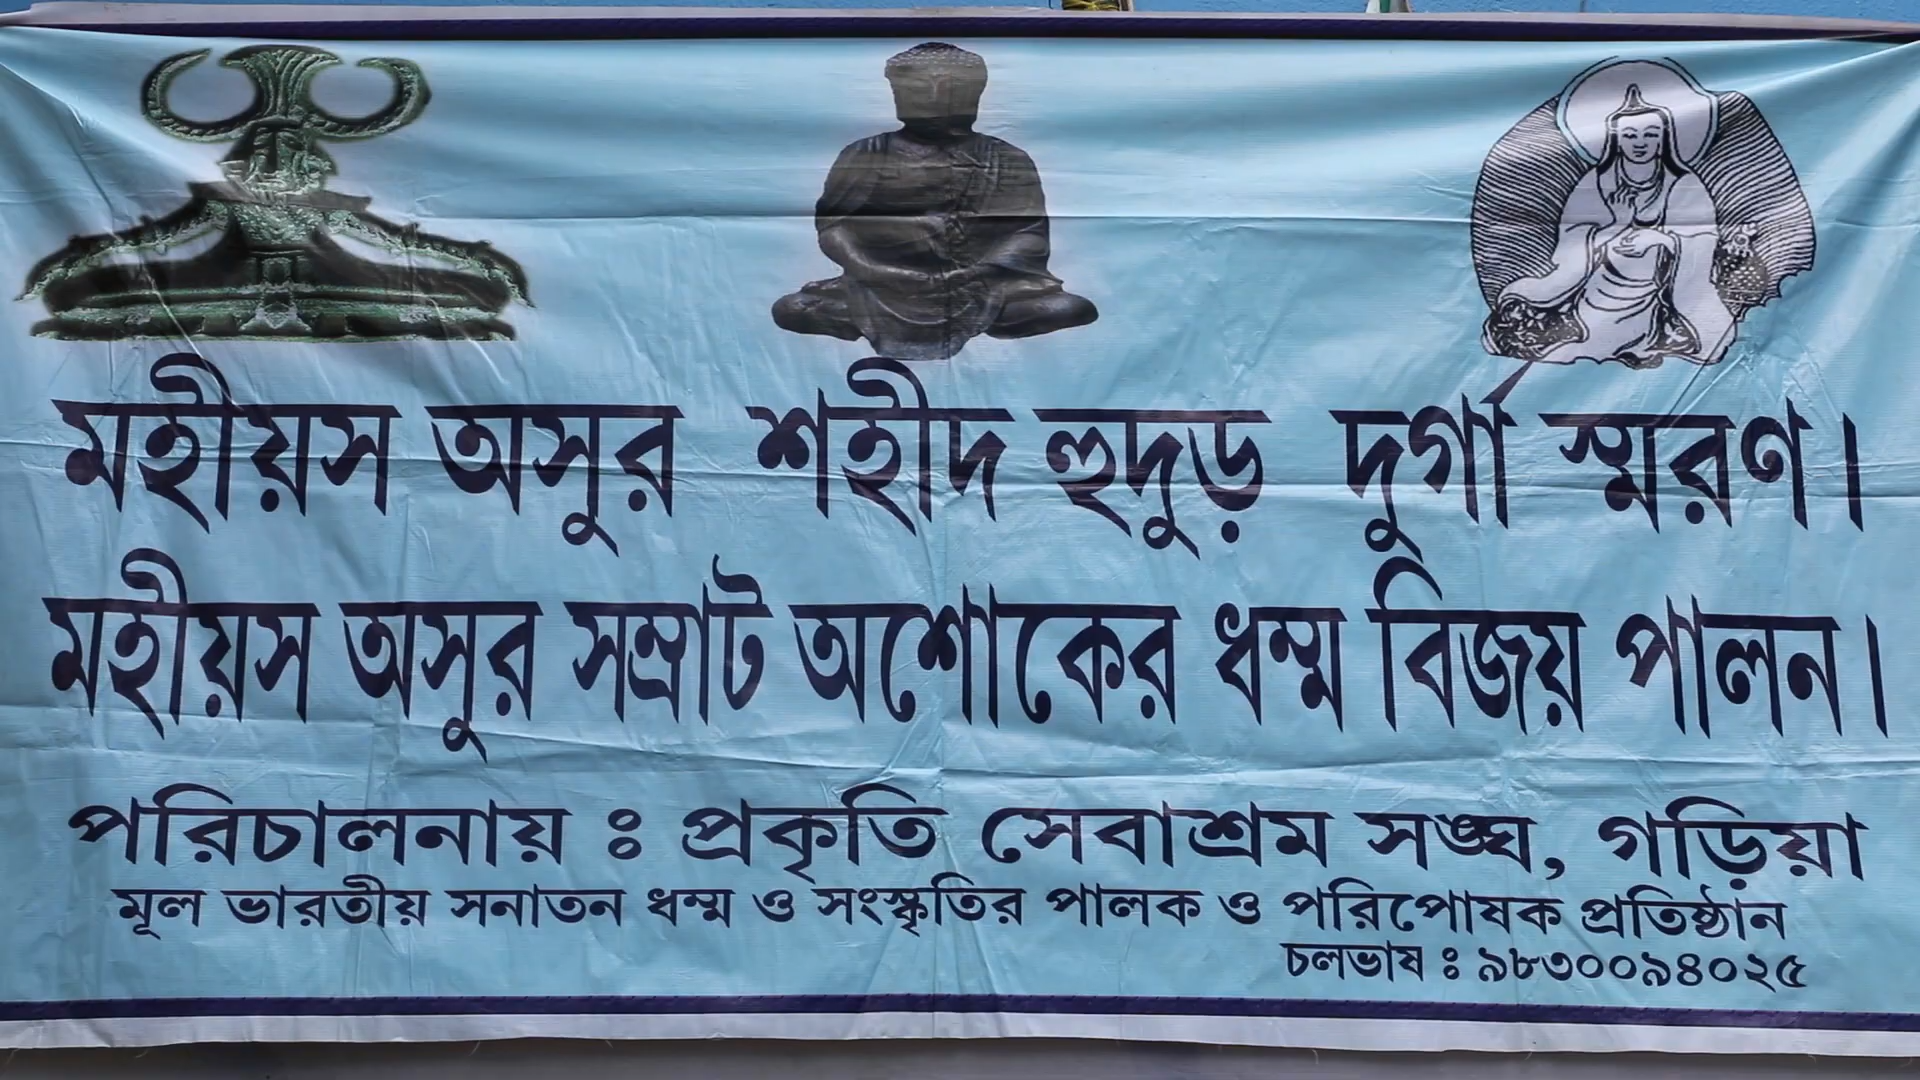 মহীয়স অসুর শহীদ হুদুড় দুর্গা স্মরণ।
মহীয়স অসুর সম্রাট অশোকের ধম্ম বিজয় পালন।
পরিচালনায় ঃ প্রকৃতি সেবাশ্রম সঙ্ঘ, গড়িয়া
মূল ভারতীয় সনাতন ধম্ম ও সংস্কৃতির পালক ও পরিপোষক প্রতিষ্ঠান
চলভাষ ঃ ৯৮৩০০৯৪০২৫